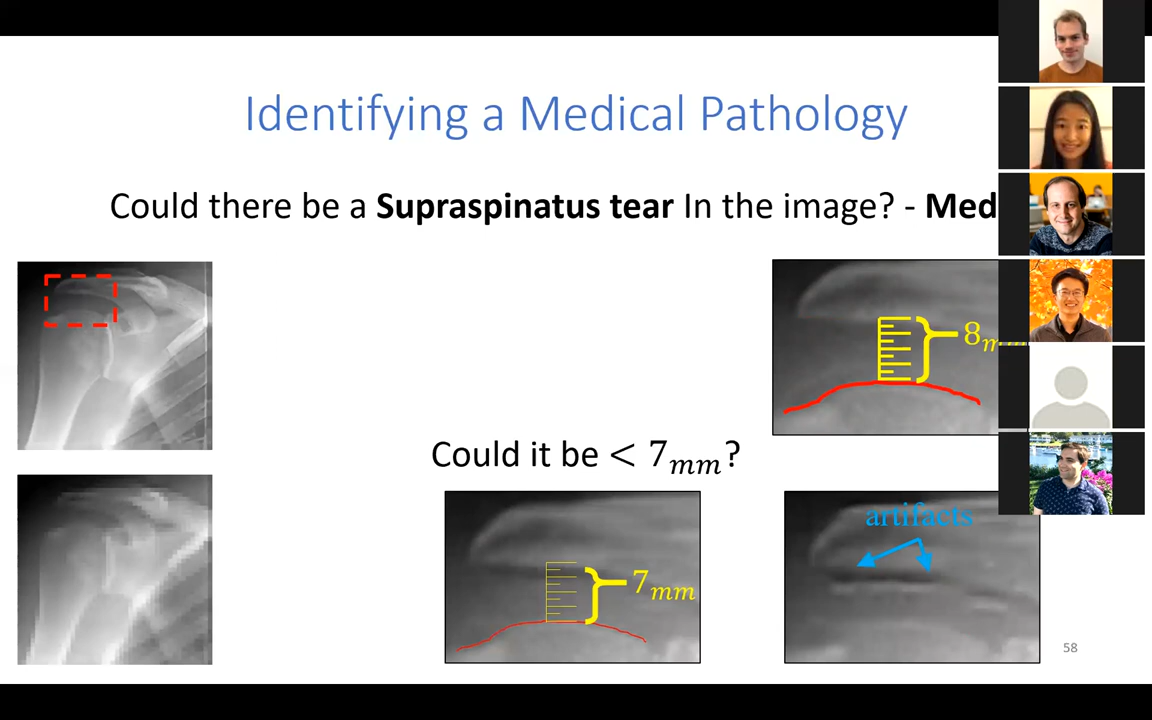 Identifying a Medical Pathology
Could there be a Supraspinatus tear In the image? - Med
8
Could it be < 7mm?
7mm
artifacts
58